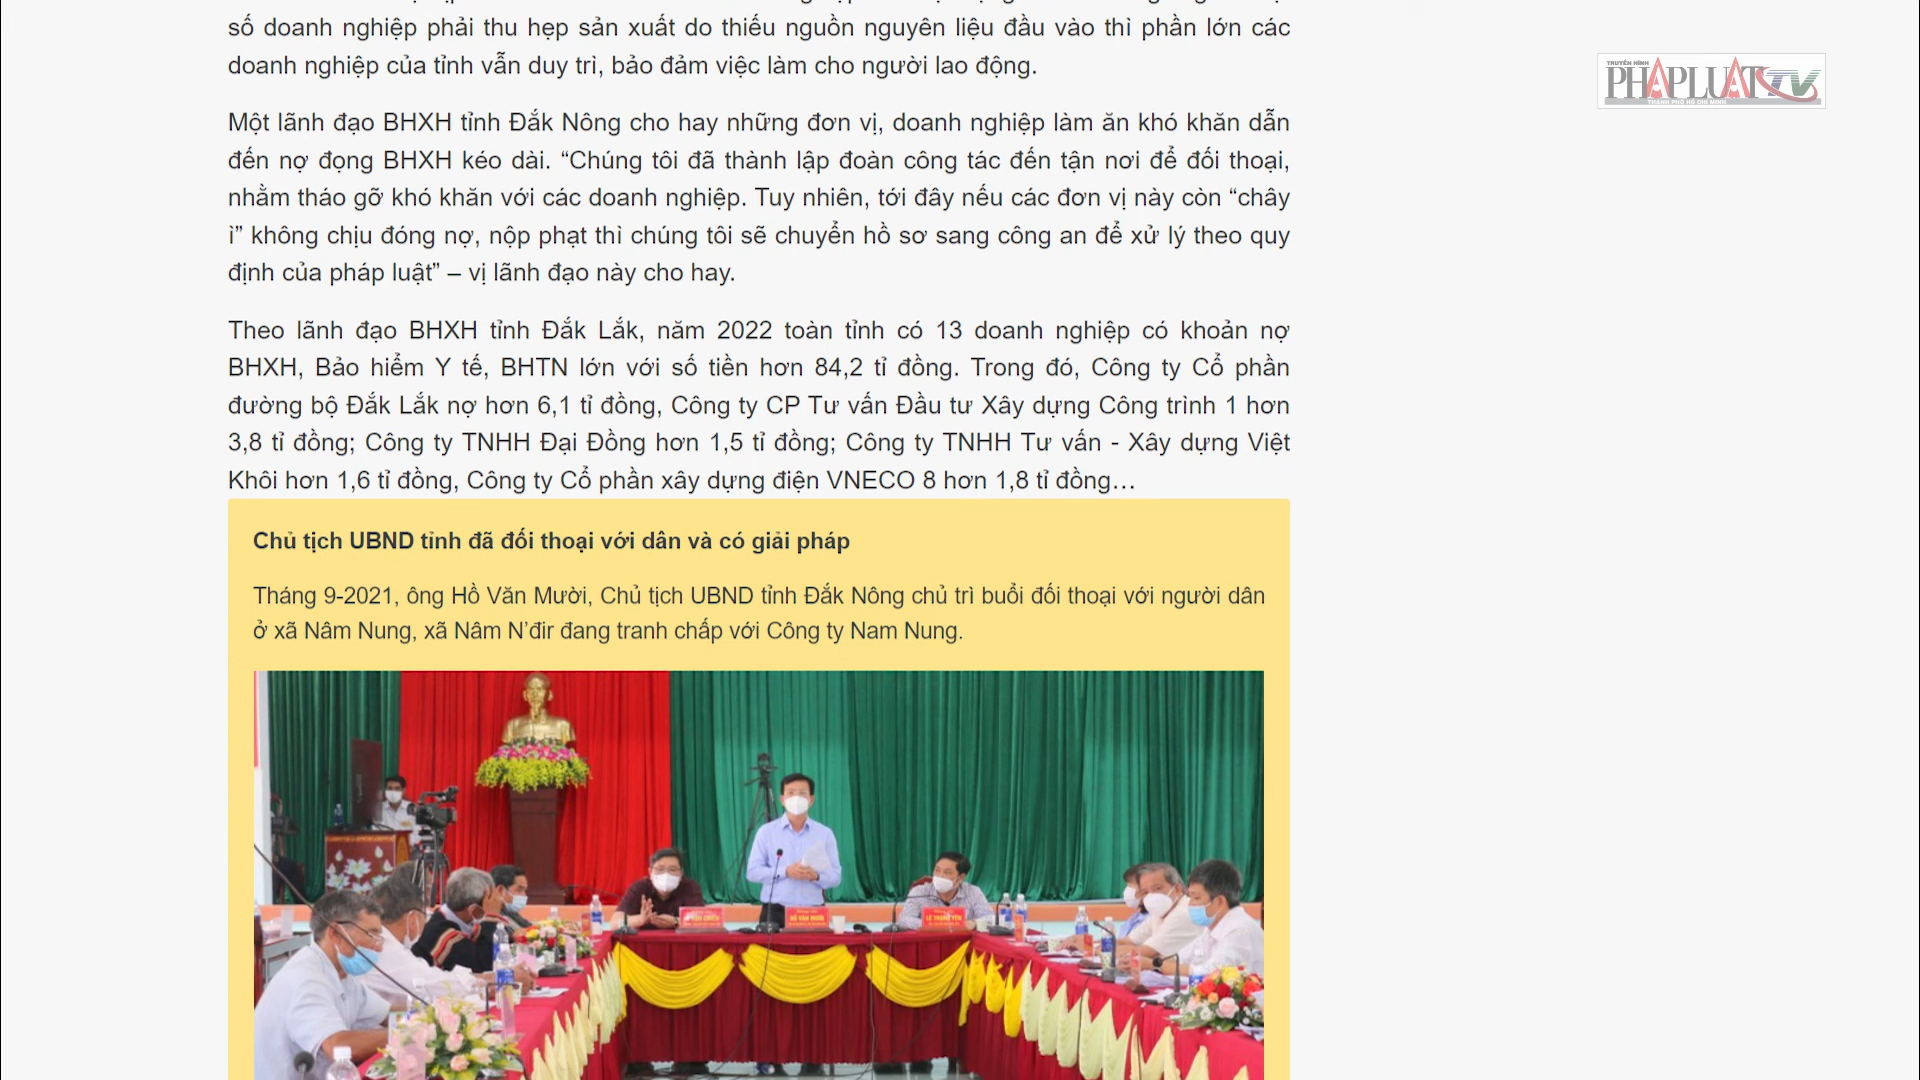 số doanh nghiệp phải thu hẹp sản xuất do thiếu nguồn nguyên liệu đầu vào thì phần lớn các
doanh nghiệp của tỉnh vẫn duy trì, bảo đảm việc làm cho người lao động.
Một lãnh đạo BHXH tỉnh Đắk Nông cho hay những đơn vị, doanh nghiệp làm ăn khó khăn dẫn
đến nợ đọng BHXH kéo dài. “Chúng tôi đã thành lập đoàn công tác đến tận nơi để đối thoại,
nhằm tháo gỡ khó khăn với các doanh nghiệp. Tuy nhiên, tới đây nếu các đơn vị này còn “chây
ì” không chịu đóng nợ, nộp phạt thì chúng tôi sẽ chuyển hồ sơ sang công an để xử lý theo quy
định của pháp luật” – vị lãnh đạo này cho hay.
Theo lãnh đạo BHXH tỉnh Đắk Lắk, năm 2022 toàn tỉnh có 13 doanh nghiệp có khoản nợ
BHXH, Bảo hiểm Y tế, BHTN lớn với số tiền hơn 84,2 tỉ đồng. Trong đó, Công ty Cổ phần
đường bộ Đắk Lắk nợ hơn 6,1 tỉ đồng, Công ty CP Tư vấn Đầu tư Xây dựng Công trình 1 hơn
3,8 tỉ đồng; Công ty TNHH Đại Đồng hơn 1,5 tỉ đồng; Công ty TNHH Tư vấn - Xây dựng Việt
Khôi hơn 1,6 tỉ đồng, Công ty Cổ phần xây dựng điện VNECO 8 hơn 1,8 tỉ đồng…
Chủ tịch UBND tỉnh đã đối thoại với dân và có giải pháp
Tháng 9-2021, ông Hồ Văn Mười, Chủ tịch UBND tỉnh Đắk Nông chủ trì buổi đối thoại với người dân
ở xã Nâm Nung, xã Nâm N’đir đang tranh chấp với Công ty Nam Nung.
TRUYỀN HÌNH
PHÁPLUẬTTV
THÀNH PHỐ HỒ CHÍ MINH
HỒ VĂN MƯỜI
LÊ TRỌNG YÊN